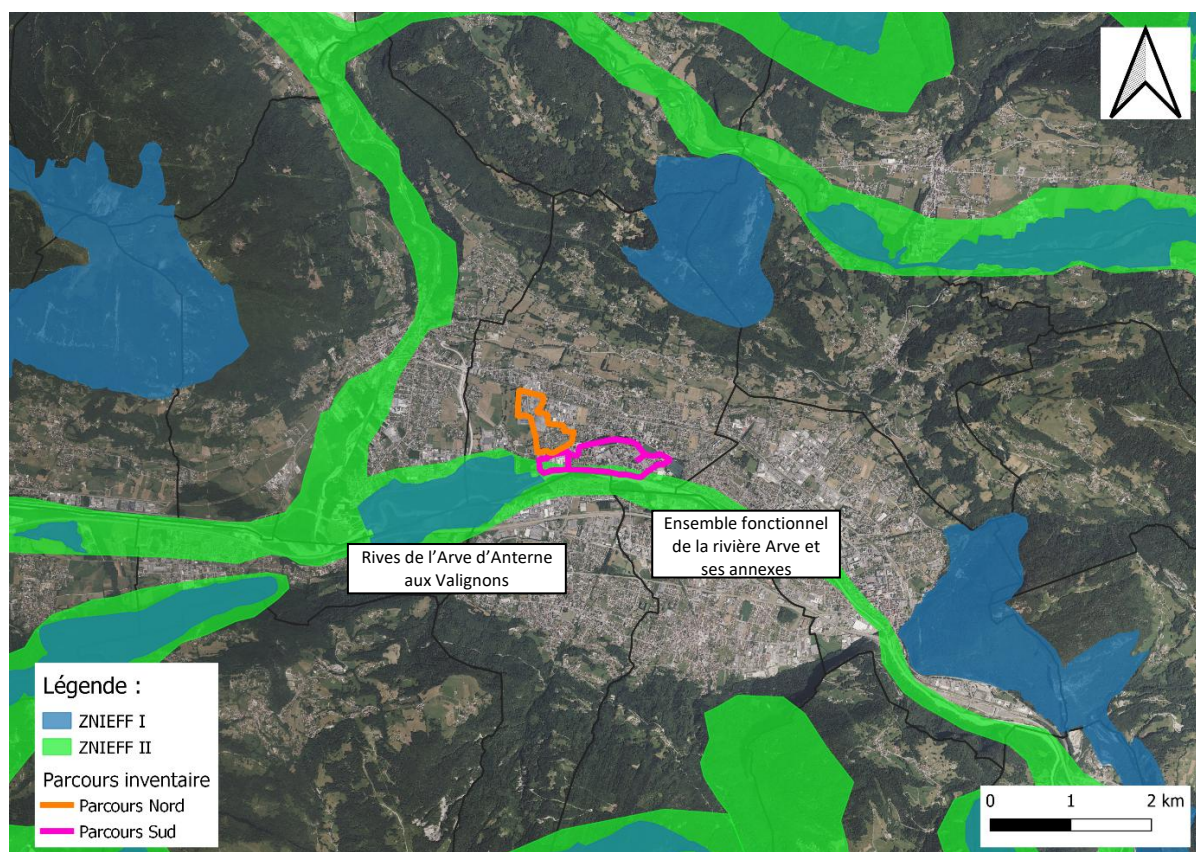 Rives de l’Arve d’Anterne
aux Valignons
Ensemble fonctionnel
de la rivière Arve et
ses annexes
Légende :
ZNIEFF I
ZNIEFF II
Parcours inventaire
Parcours Nord
Parcours Sud
0 1 2 km